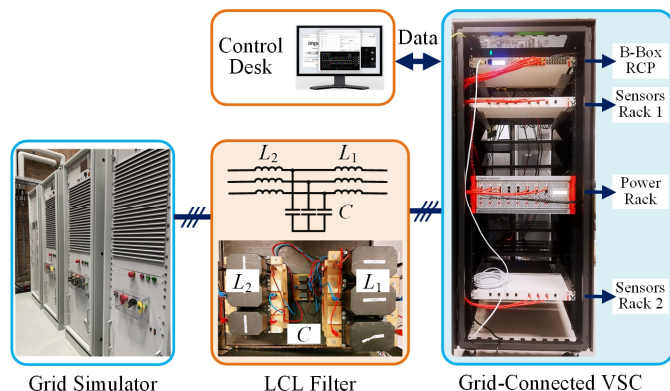 Control
Desk
Data
B-Box
RCP
Sensors
Rack 1
Power
Rack
Sensors
Rack 2
L2
L1
C
L2
L1
C
Grid Simulator
LCL Filter
Grid-Connected VSC